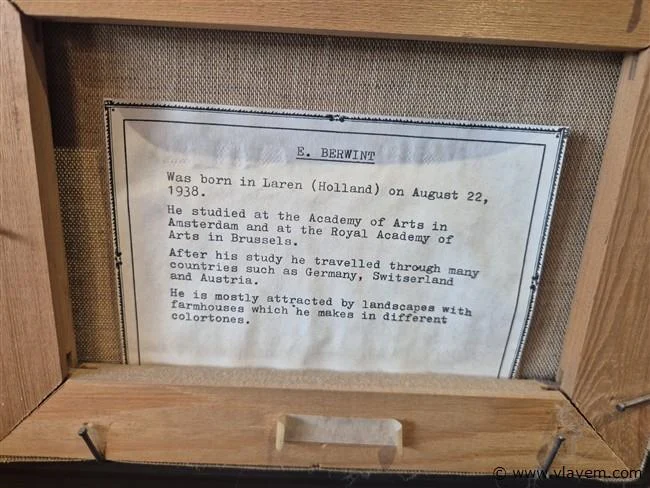 E. BERWINT
Was born in Laren (Holland) on August 22,
1938.
He studied at the Academy of Arts in
Amsterdam and at the Royal Academy of
Arts in Brussels.
After his study he travelled through many
countries such as Germany, Switserland
and Austria.
He is mostly attracted by landscapes with
farmhouses which he makes in different
colortones.
© www.vlavem.com